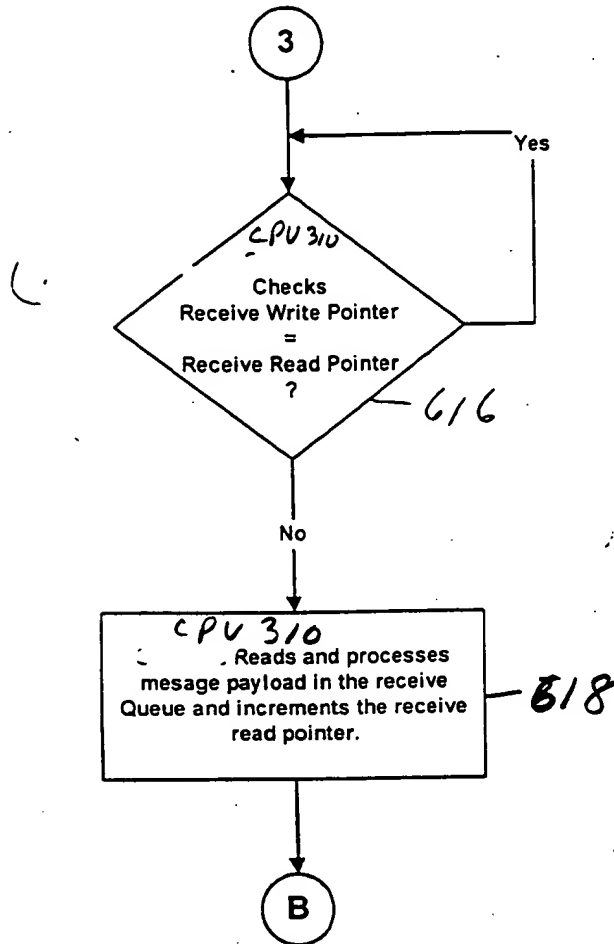 3
Yes
CPU 310
Checks
Receive Write Pointer
=
Receive Read Pointer
?
616
No
CPU 310
Reads and processes
mesage payload in the receive
Queue and increments the receive
read pointer.
618
B